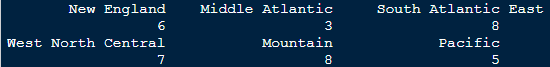 New England Middle Atlantic South Atlantic East
6 3 8
West North Central Mountain Pacific
7 8 5